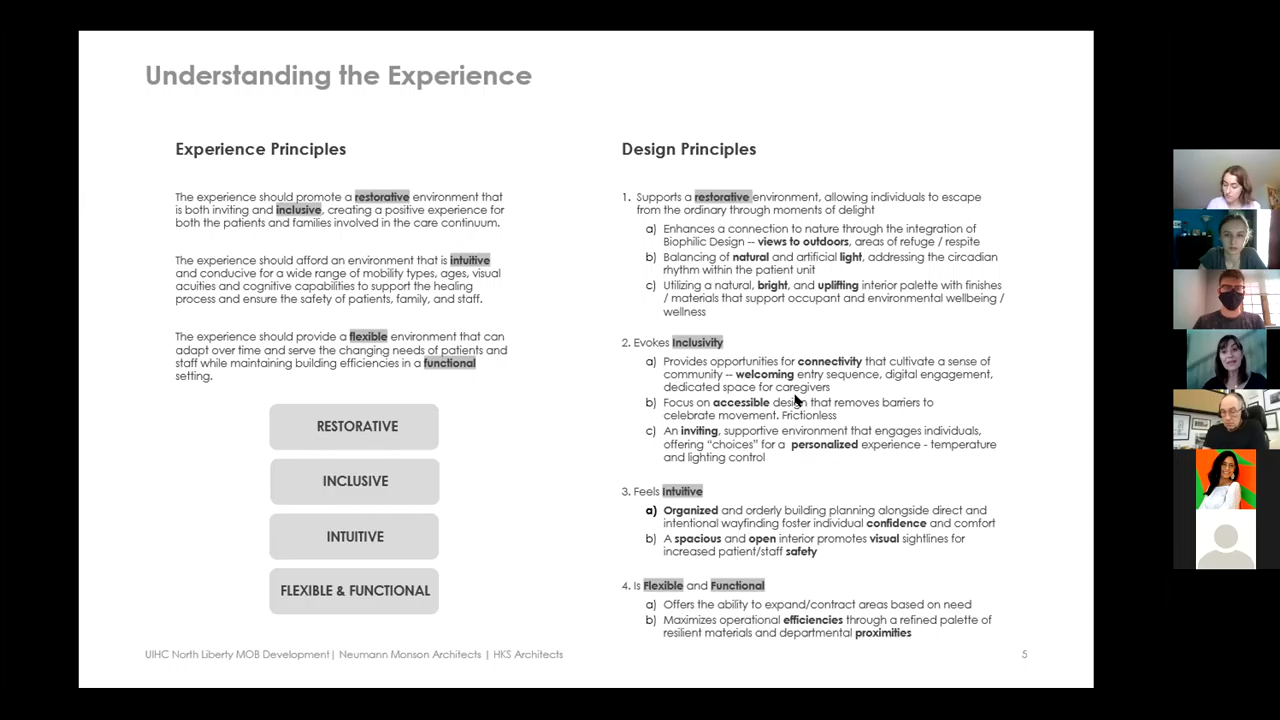 Understanding the Experience
Experience Principles
The experience should promote a restorative environment that
is both inviting and inclusive, creating a positive experience for
both the patients and families involved in the care continuum.
The experience should afford an environment that is intuitive
and conducive for a wide range of mobility types, ages, visual
acuities and cognitive capabilities to support the healing
process and ensure the safety of patients, family, and staff.
The experience should provide a flexible environment that can
adapt over time and serve the changing needs of patients and
staff while maintaining building efficiencies in a functional
setting.
RESTORATIVE
INCLUSIVE
INTUITIVE
FLEXIBLE & FUNCTIONAL
Design Principles
1. Supports a restorative environment, allowing individuals to escape
from the ordinary through moments of delight
a) Enhances a connection to nature through the integration of
Biophilic Design -- views to outdoors, areas of refuge / respite
b) Balancing of natural and artificial light, addressing the circadian
rhythm within the patient unit
c) Utilizing a natural, bright, and uplifting interior palette with finishes
/ materials that support occupant and environmental wellbeing /
wellness
2. Evokes Inclusivity
a) Provides opportunities for connectivity that cultivate a sense of
community -- welcoming entry sequence, digital engagement,
dedicated space for caregivers
b) Focus on accessible design that removes barriers to
celebrate movement. Frictionless
c) An inviting, supportive environment that engages individuals,
offering “choices” for a personalized experience - temperature
and lighting control
3. Feels Intuitive
a) Organized and orderly building planning alongside direct and
intentional wayfinding foster individual confidence and comfort
b) A spacious and open interior promotes visual sightlines for
increased patient/staff safety
4. Is Flexible and Functional
a) Offers the ability to expand/contract areas based on need
b) Maximizes operational efficiencies through a refined palette of
resilient materials and departmental proximities
UIHC North Liberty MOB Development| Neumann Monson Architects | HKS Architects
5